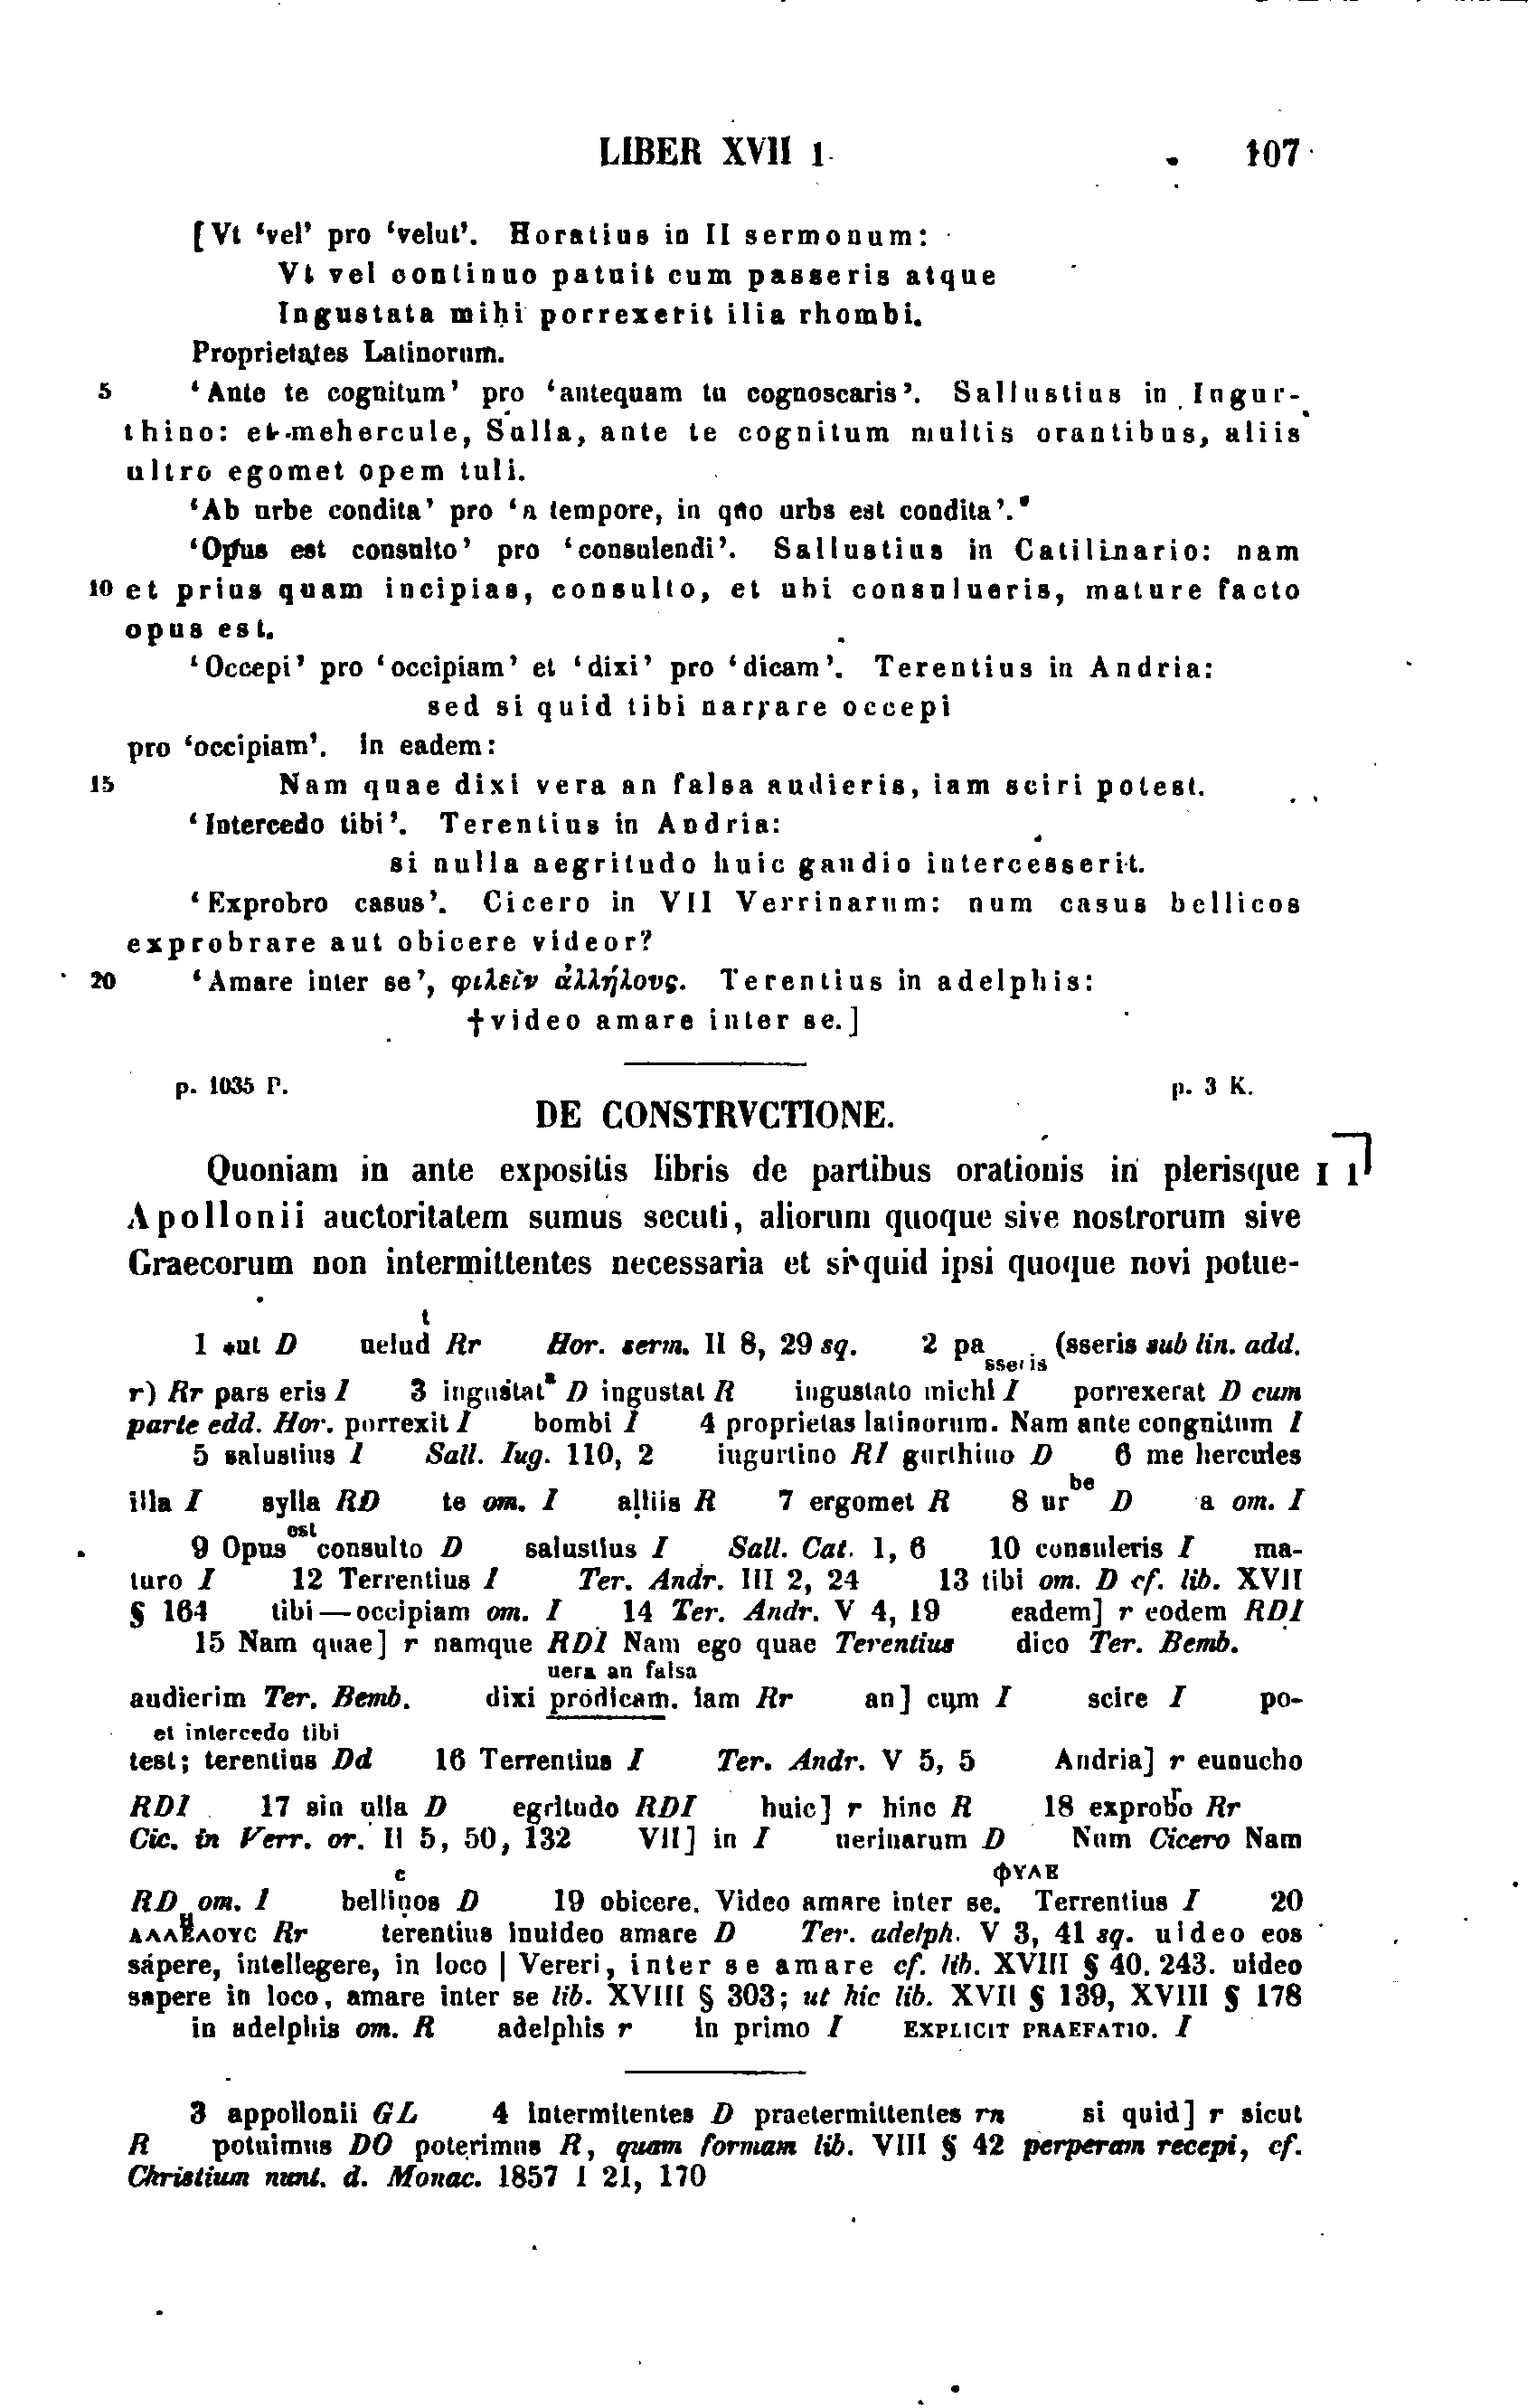 LIBER XVII 1 107
[Vt ‘vel’ pro ‘velut’. Horatius in II sermonum:
Vt vel continuo patuit cum passeris atque
Ingustata mihi porrexerit ilia rhombi.
Proprietates Latinorum.
5 ‘Ante te cognitum’ pro ‘antequam tu cognoscaris’. Sallustius in Iugur-
thino: et mehercule, Sulla, ante te cognitum multis orantibus, aliis
ultro egomet opem tuli.
‘Ab urbe condita’ pro ‘a tempore, in quo urbs est condita’.
‘Opus est consulto’ pro ‘consulendi’. Sallustius in Catilinario: nam
10 et prius quam incipias, consulto, et ubi consulueris, mature facto
opus est.
‘Occepi’ pro ‘occipiam’ et ‘dixi’ pro ‘dicam’. Terentius in Andria:
sed si quid tibi narrare occepi
pro ‘occipiam’. in eadem:
15 Nam quae dixi vera an falsa audieris, iam sciri potest.
‘Intercedo tibi’. Terentius in Andria:
si nulla aegritudo huic gaudio intercesserit.
‘Exprobro casus’. Cicero in VII Verrinarum: num casus bellicos
exprobrare aut obicere videor?
20 ‘Amare inter se’, φιλεῖν ἀλλήλους. Terentius in adelphis:
†video amare inter se.]
p. 1035 P. p. 3 K.
DE CONSTRVCTIONE.
Quoniam in ante expositis libris de partibus orationis in plerisque I 1
Apollonii auctoritatem sumus secuti, aliorum quoque sive nostrorum sive
Graecorum non intermittentes necessaria et si quid ipsi quoque novi potue-
t
1 *ut D uelud Rr Hor. serm. II 8, 29 sq. 2 pa (sseris sub lin. add.
sseris
r) Rr pars eris I 3 ingustat D ingustat R ingustato michi I porrexerat D cum
parte edd. Hor. porrexit I bombi I 4 proprietas latinorum. Nam ante congnitum I
5 salustius I Sall. Iug. 110, 2 iugurtino RI gurthino D 6 me hercules
illa I sylla RD te om. I alliis R 7 ergomet R 8 ur be D a om. I
est
9 Opus consulto D salustius I Sall. Cat. 1, 6 10 consuleris I ma-
turo I 12 Terrentius I Ter. Andr. III 2, 24 13 tibi om. D cf. lib. XVII
§ 164 tibi—occipiam om. I 14 Ter. Andr. V 4, 19 eadem] r eodem RDI
15 Nam quae] r namque RDI Nam ego quae Terentius dico Ter. Bemb.
uera an falsa
audierim Ter. Bemb. dixi prodicam. iam Rr an] cum I scire I po-
et intercedo tibi
test; terentius Dd 16 Terrentius I Ter. Andr. V 5, 5 Andria] r eunucho
r
RDI 17 sin ulla D egritudo RDI huic] r hinc R 18 exprobo Rr
Cic. in Verr. or. II 5, 50, 132 VII] in I uerinarum D Num Cicero Nam
c ΦΥΛΕ
RD om. I bellinos D 19 obicere. Video amare inter se. Terrentius I 20
ΑΛΛΗΛΟΥC Rr terentius inuideo amare D Ter. adelph. V 3, 41 sq. uideo eos
sápere, intellegere, in loco | Vereri, inter se amare cf. lib. XVIII § 40. 243. uideo
sapere in loco, amare inter se lib. XVIII § 303; ut hic lib. XVII § 139, XVIII § 178
in adelphis om. R adelphis r in primo I EXPLICIT PRAEFATIO. I
3 appollonii GL 4 intermitentes D praetermittentes rn si quid] r sicut
R potuimus DO poterimus R, quam formam lib. VIII § 42 perperam recepi, cf.
Christium nunt. d. Monac. 1857 I 21, 170